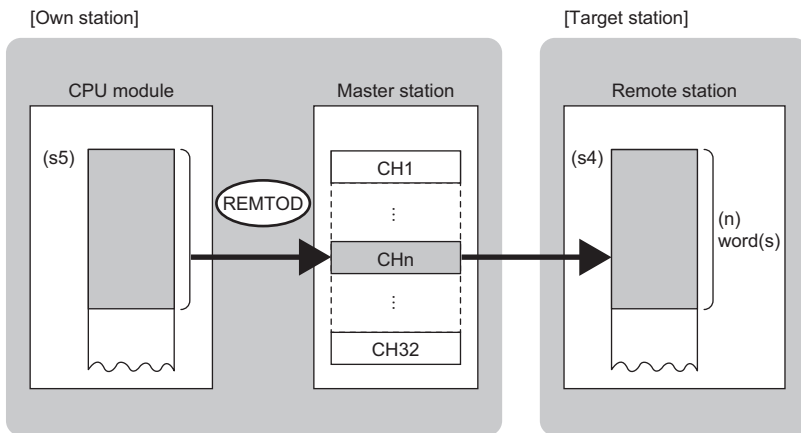 [Own station]
[Target station]
CPU module
Master station
Remote station
(s5)
REMTOD
CH1
⋮
CHn
⋮
CH32
(s4)
(n)
word(s)